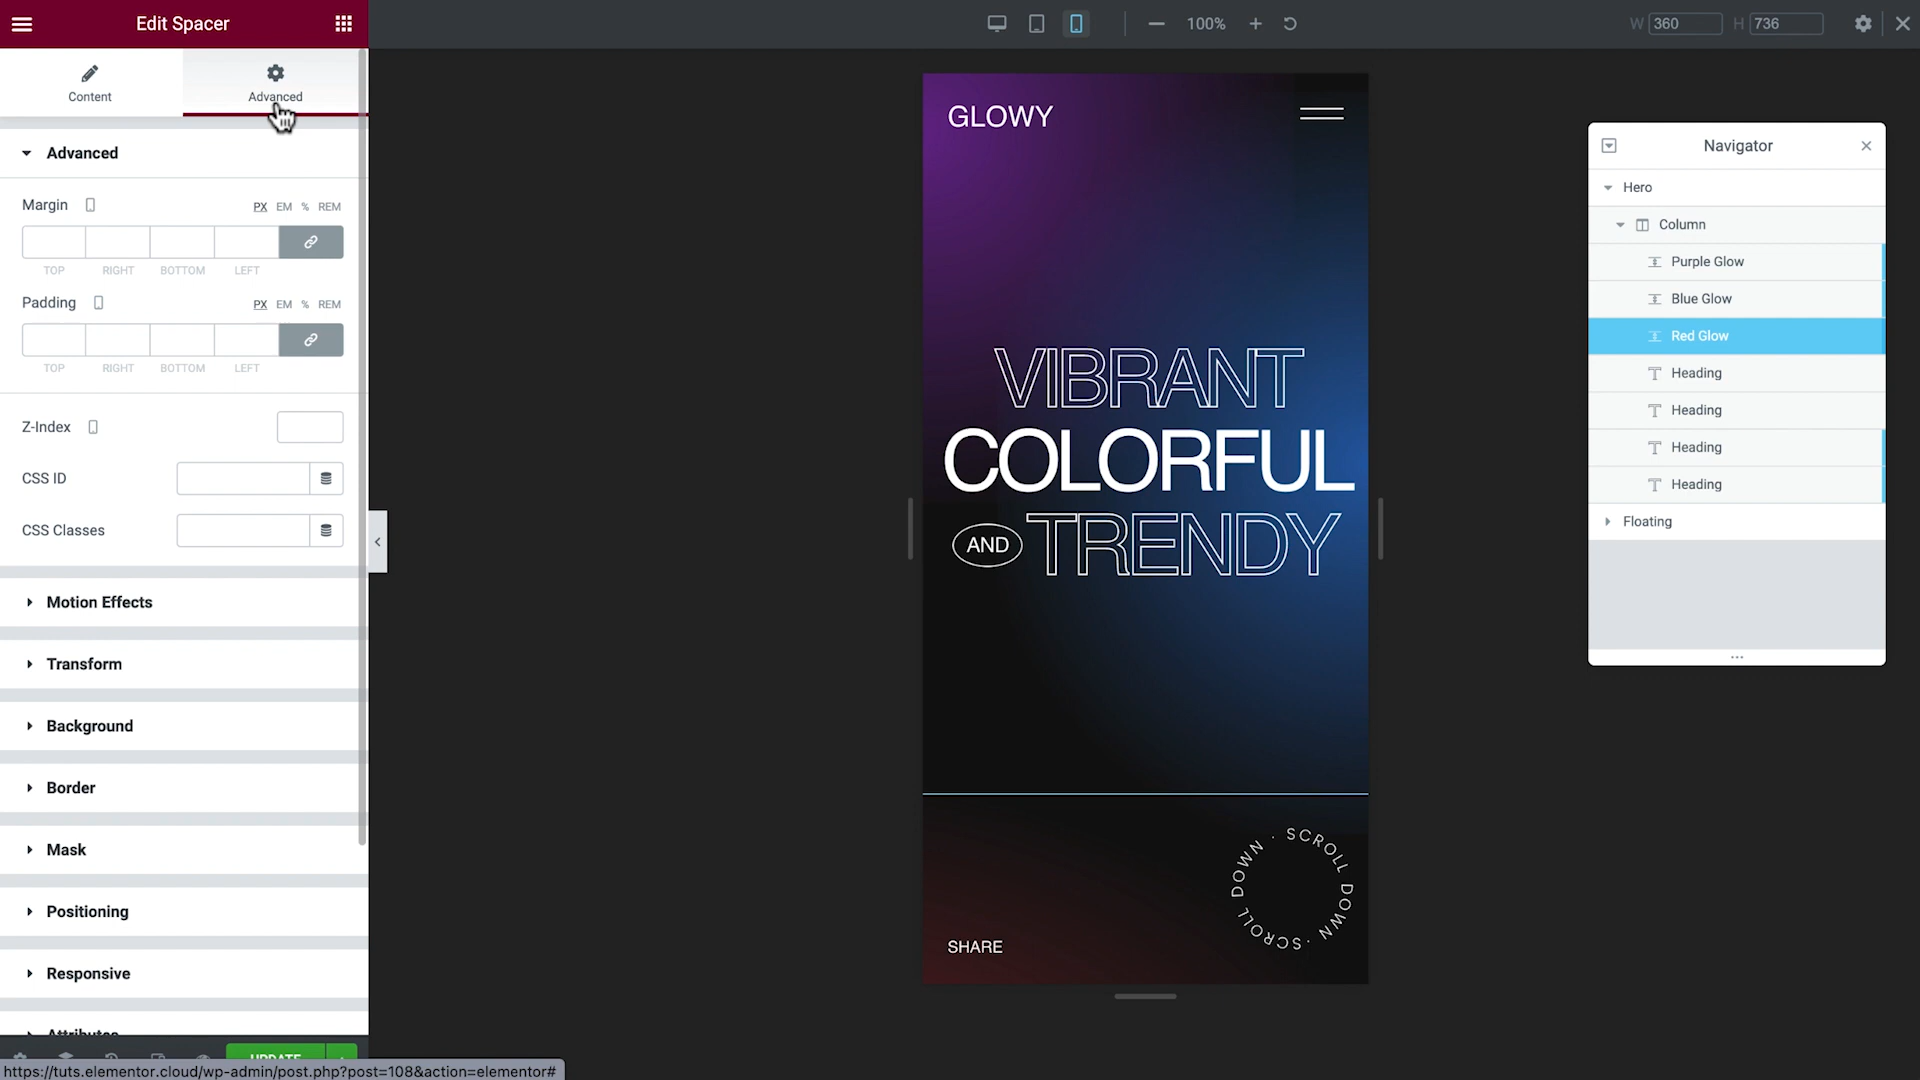 Edit Spacer
100%
W 360
H 736
Content
Advanced
Advanced
Margin
PX EM % REM
TOP RIGHT BOTTOM LEFT
Padding
PX EM % REM
TOP RIGHT BOTTOM LEFT
Z-Index
CSS ID
CSS Classes
Motion Effects
Transform
Background
Border
Mask
Positioning
Responsive
Attributes
UPDATE
https://tuts.elementor.cloud/wp-admin/post.php?post=108&action=elementor#
GLOWY
VIBRANT
COLORFUL
AND TRENDY
SCROLL DOWN · SCROLL DOWN ·
SHARE
Navigator
Hero
Column
Purple Glow
Blue Glow
Red Glow
Heading
Heading
Heading
Heading
Floating